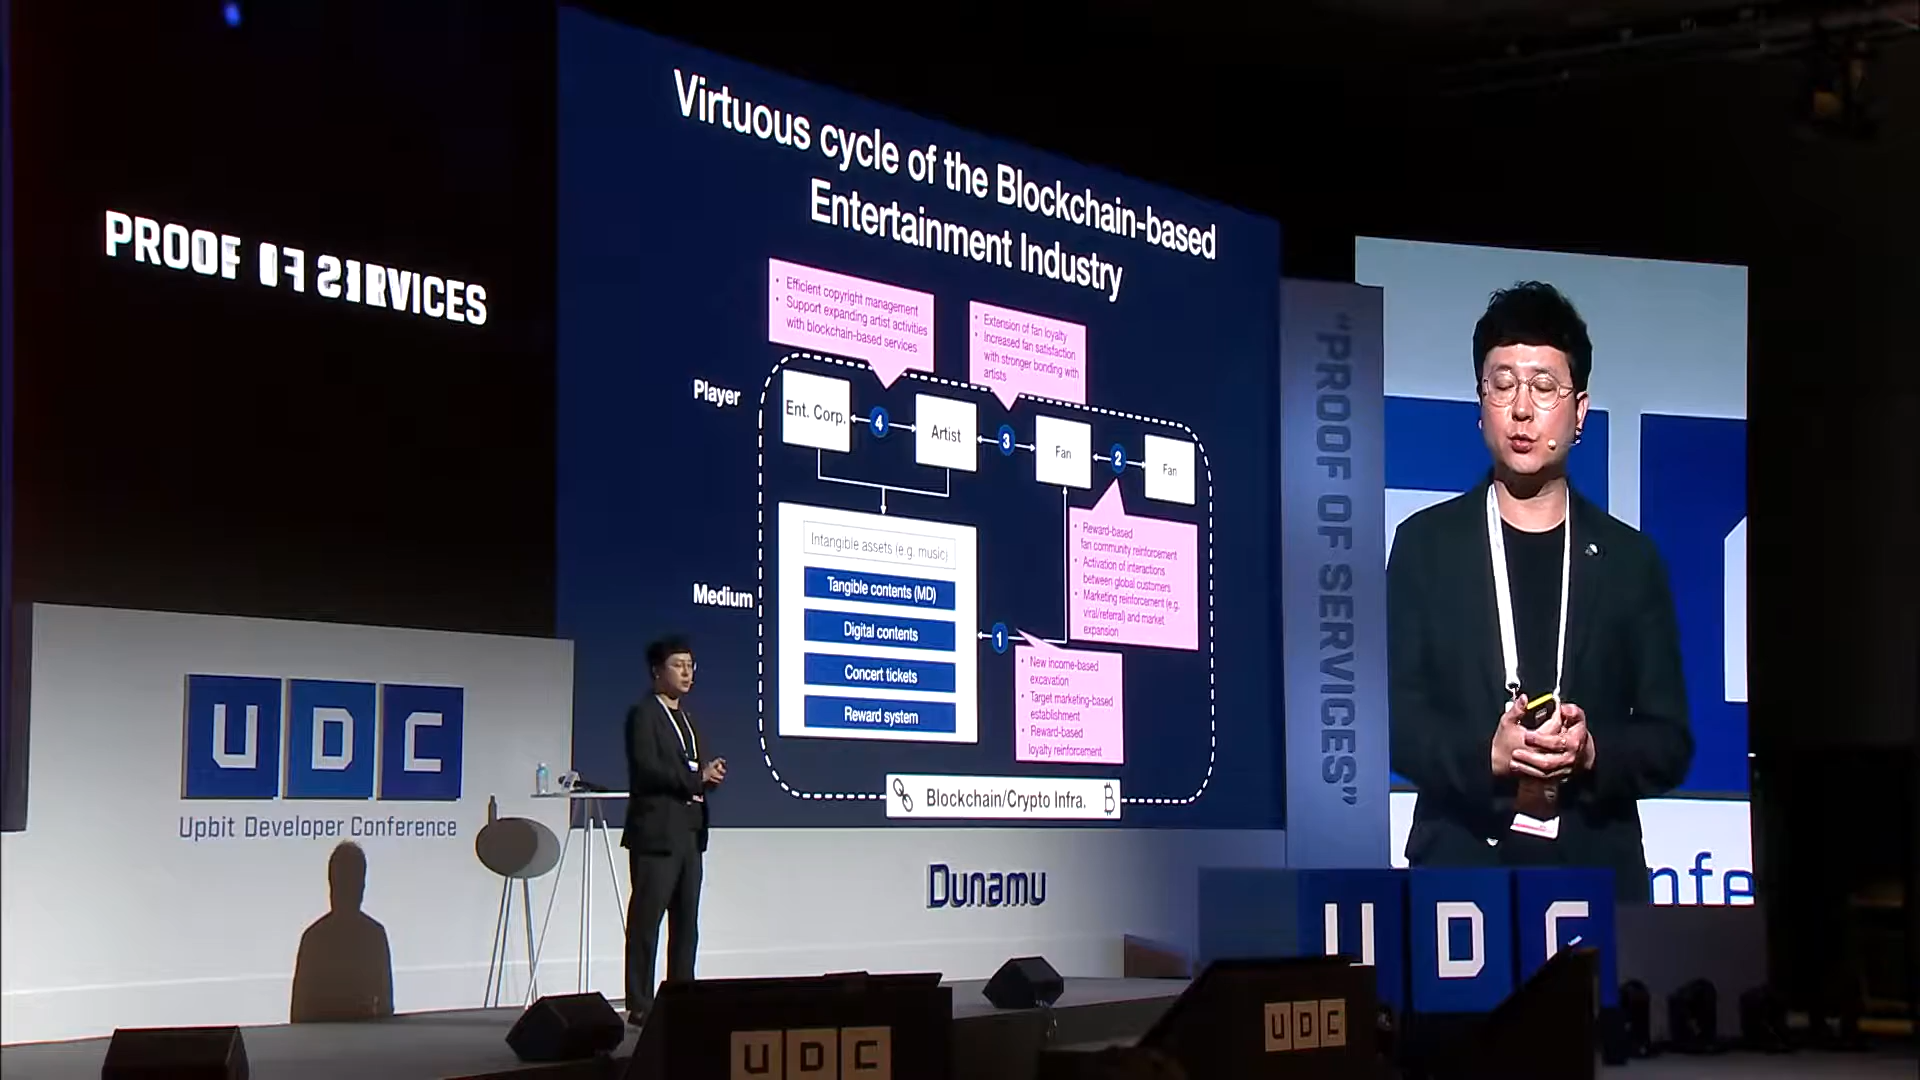 Virtuous cycle of the Blockchain-based
Entertainment Industry
PROOF OF SERVICES
• Efficient copyright management
• Support expanding artist activities
with blockchain-based services
• Extension of fan loyalty
• Increased fan satisfaction
with stronger bonding with
artists
Player
Ent. Corp.
4
Artist
3
Fan
2
Fan
Intangible assets (e.g. music)
Tangible contents (MD)
Digital contents
Concert tickets
Reward system
Medium
1
• Reward-based
fan community reinforcement
• Activation of interactions
between global customers
• Marketing reinforcement (e.g.
viral/referral) and market
expansion
• New income-based
excavation
• Target marketing-based
establishment
• Reward-based
loyalty reinforcement
Blockchain/Crypto Infra.
"PROOF OF SERVICES"
UDC
Upbit Developer Conference
Dunamu
nfe
UDC
UDC
UDC